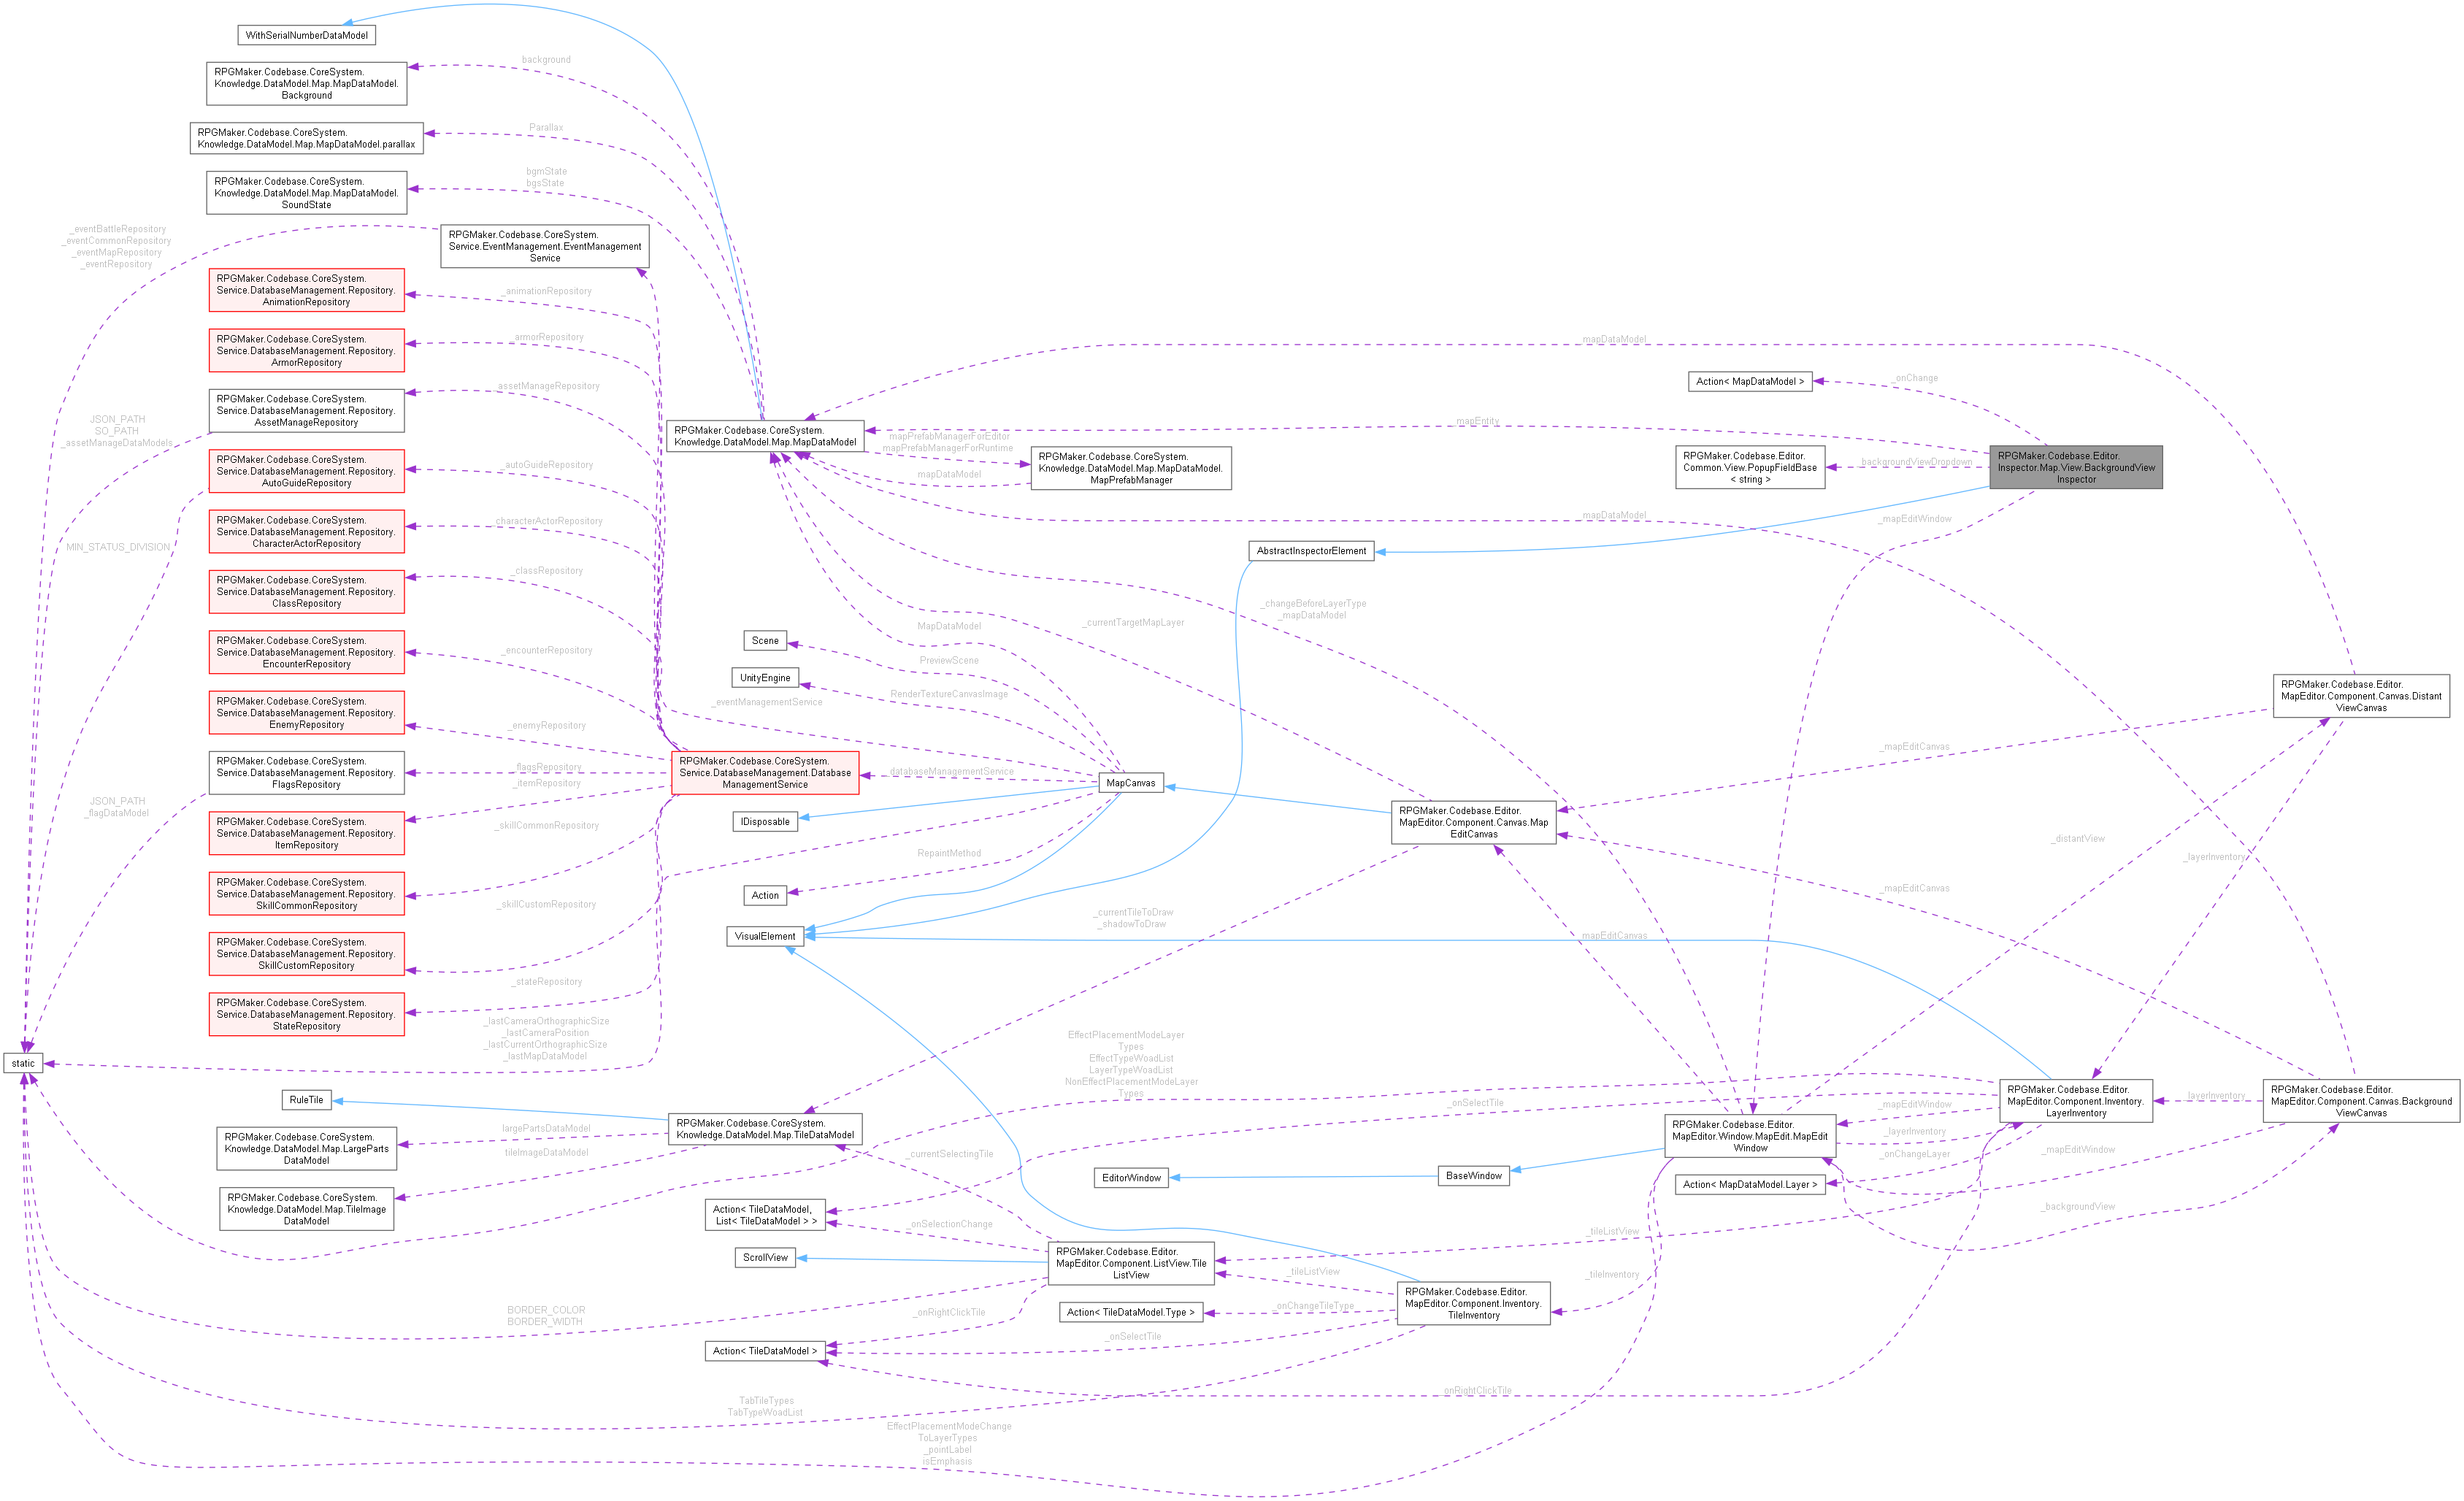 WithSerialNumberDataModel
background
RPGMaker.Codebase.CoreSystem.
Knowledge.DataModel.Map.MapDataModel.
Background
Parallax
RPGMaker.Codebase.CoreSystem.
Knowledge.DataModel.Map.MapDataModel.parallax
bgmState
bgsState
RPGMaker.Codebase.CoreSystem.
Knowledge.DataModel.Map.MapDataModel.
SoundState
_eventBattleRepository
_eventCommonRepository
_eventMapRepository
_eventRepository
RPGMaker.Codebase.CoreSystem.
Service.EventManagement.EventManagement
Service
RPGMaker.Codebase.CoreSystem.
Service.DatabaseManagement.Repository.
AnimationRepository
_animationRepository
RPGMaker.Codebase.CoreSystem.
Service.DatabaseManagement.Repository.
ArmorRepository
_armorRepository
RPGMaker.Codebase.CoreSystem.
Service.DatabaseManagement.Repository.
AssetManageRepository
_assetManageRepository
JSON_PATH
SO_PATH
_assetManageDataModels
RPGMaker.Codebase.CoreSystem.
Service.DatabaseManagement.Repository.
AutoGuideRepository
_autoGuideRepository
RPGMaker.Codebase.CoreSystem.
Service.DatabaseManagement.Repository.
CharacterActorRepository
_characterActorRepository
MIN_STATUS_DIVISION
RPGMaker.Codebase.CoreSystem.
Service.DatabaseManagement.Repository.
ClassRepository
_classRepository
RPGMaker.Codebase.CoreSystem.
Service.DatabaseManagement.Repository.
EncounterRepository
_encounterRepository
RPGMaker.Codebase.CoreSystem.
Service.DatabaseManagement.Repository.
EnemyRepository
_enemyRepository
RPGMaker.Codebase.CoreSystem.
Service.DatabaseManagement.Repository.
FlagsRepository
_flagsRepository
JSON_PATH
_flagDataModel
RPGMaker.Codebase.CoreSystem.
Service.DatabaseManagement.Repository.
ItemRepository
_itemRepository
RPGMaker.Codebase.CoreSystem.
Service.DatabaseManagement.Repository.
SkillCommonRepository
_skillCommonRepository
RPGMaker.Codebase.CoreSystem.
Service.DatabaseManagement.Repository.
SkillCustomRepository
_skillCustomRepository
RPGMaker.Codebase.CoreSystem.
Service.DatabaseManagement.Repository.
StateRepository
_stateRepository
static
_lastCameraOrthographicSize
_lastCameraPosition
_lastCurrentOrthographicSize
_lastMapDataModel
RuleTile
RPGMaker.Codebase.CoreSystem.
Knowledge.DataModel.Map.LargeParts
DataModel
largePartsDataModel
tileImageDataModel
RPGMaker.Codebase.CoreSystem.
Knowledge.DataModel.Map.TileImage
DataModel
RPGMaker.Codebase.CoreSystem.
Knowledge.DataModel.Map.MapDataModel
mapPrefabManagerForEditor
mapPrefabManagerForRuntime
mapDataModel
RPGMaker.Codebase.CoreSystem.
Knowledge.DataModel.Map.MapDataModel.
MapPrefabManager
Scene
UnityEngine
MapDataModel
PreviewScene
RenderTextureCanvasImage
_eventManagementService
RPGMaker.Codebase.CoreSystem.
Service.DatabaseManagement.Database
ManagementService
databaseManagementService
MapCanvas
IDisposable
RepaintMethod
Action
VisualElement
RPGMaker.Codebase.CoreSystem.
Knowledge.DataModel.Map.TileDataModel
Action< TileDataModel,
List< TileDataModel > >
ScrollView
_currentSelectingTile
_onSelectionChange
RPGMaker.Codebase.Editor.
MapEditor.Component.ListView.Tile
ListView
BORDER_COLOR
BORDER_WIDTH
_onRightClickTile
Action< TileDataModel >
TabTileTypes
TabTypeWoadList
EffectPlacementModeChange
ToLayerTypes
_pointLabel
isEmphasis
AbstractInspectorElement
_changeBeforeLayerType
_mapDataModel
_currentTargetMapLayer
RPGMaker.Codebase.Editor.
MapEditor.Component.Canvas.Map
EditCanvas
_currentTileToDraw
_shadowToDraw
EffectPlacementModeLayer
Types
EffectTypeWoadList
LayerTypeWoadList
NonEffectPlacementModeLayer
Types
EditorWindow
BaseWindow
_onSelectTile
_tileListView
Action< TileDataModel.Type >
_onChangeTileType
_onSelectTile
RPGMaker.Codebase.Editor.
MapEditor.Component.Inventory.
TileInventory
_tileInventory
_tileListView
_onRightClickTile
mapDataModel
Action< MapDataModel >
_onChange
_mapEntity
RPGMaker.Codebase.Editor.
Common.View.PopupFieldBase
< string >
backgroundViewDropdown
RPGMaker.Codebase.Editor.
Inspector.Map.View.BackgroundView
Inspector
mapDataModel
_mapEditWindow
RPGMaker.Codebase.Editor.
MapEditor.Component.Canvas.Distant
ViewCanvas
_mapEditCanvas
_distantView
_layerInventory
_mapEditCanvas
mapEditCanvas
RPGMaker.Codebase.Editor.
MapEditor.Window.MapEdit.MapEdit
Window
_mapEditWindow
_layerInventory
_onChangeLayer
Action< MapDataModel.Layer >
RPGMaker.Codebase.Editor.
MapEditor.Component.Inventory.
LayerInventory
layerInventory
RPGMaker.Codebase.Editor.
MapEditor.Component.Canvas.Background
ViewCanvas
_mapEditWindow
_backgroundView